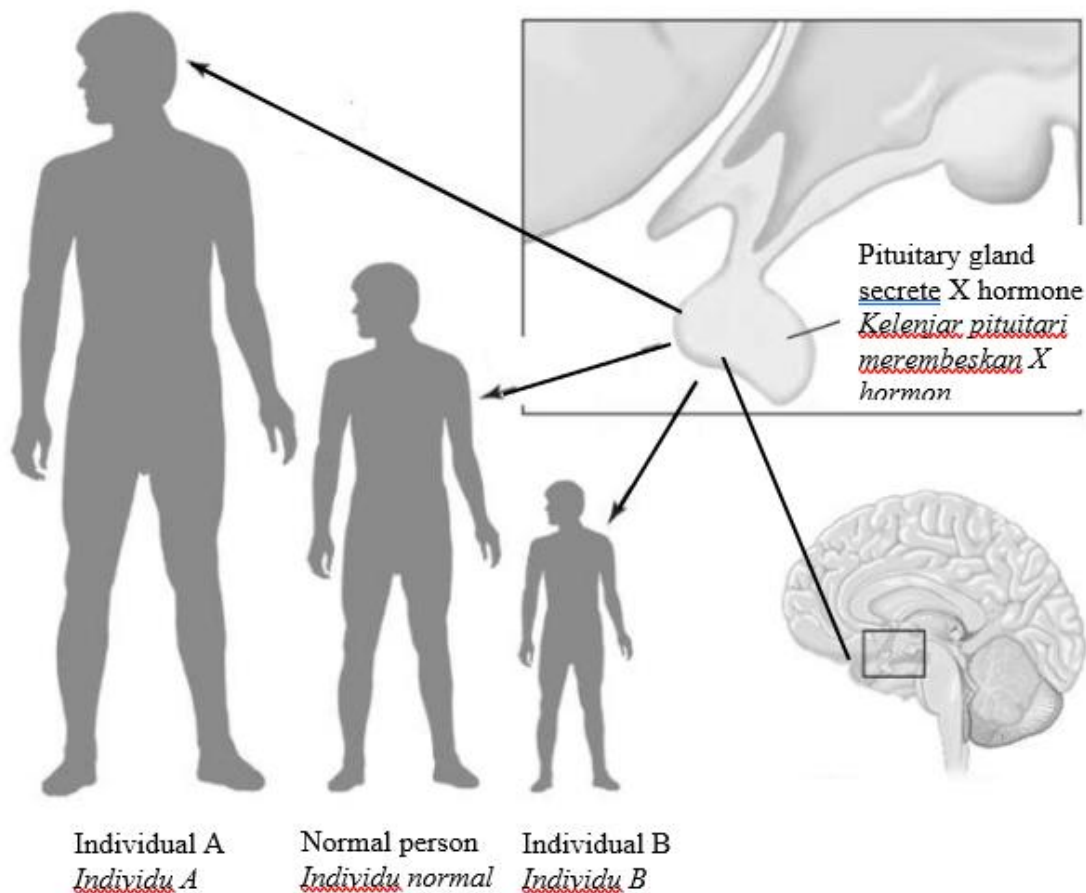 Pituitary gland
secrete X hormone
Kelenjar pituitari
merembeskan X
hormon
Individual A
Individu A
Normal person
Individu normal
Individual B
Individu B